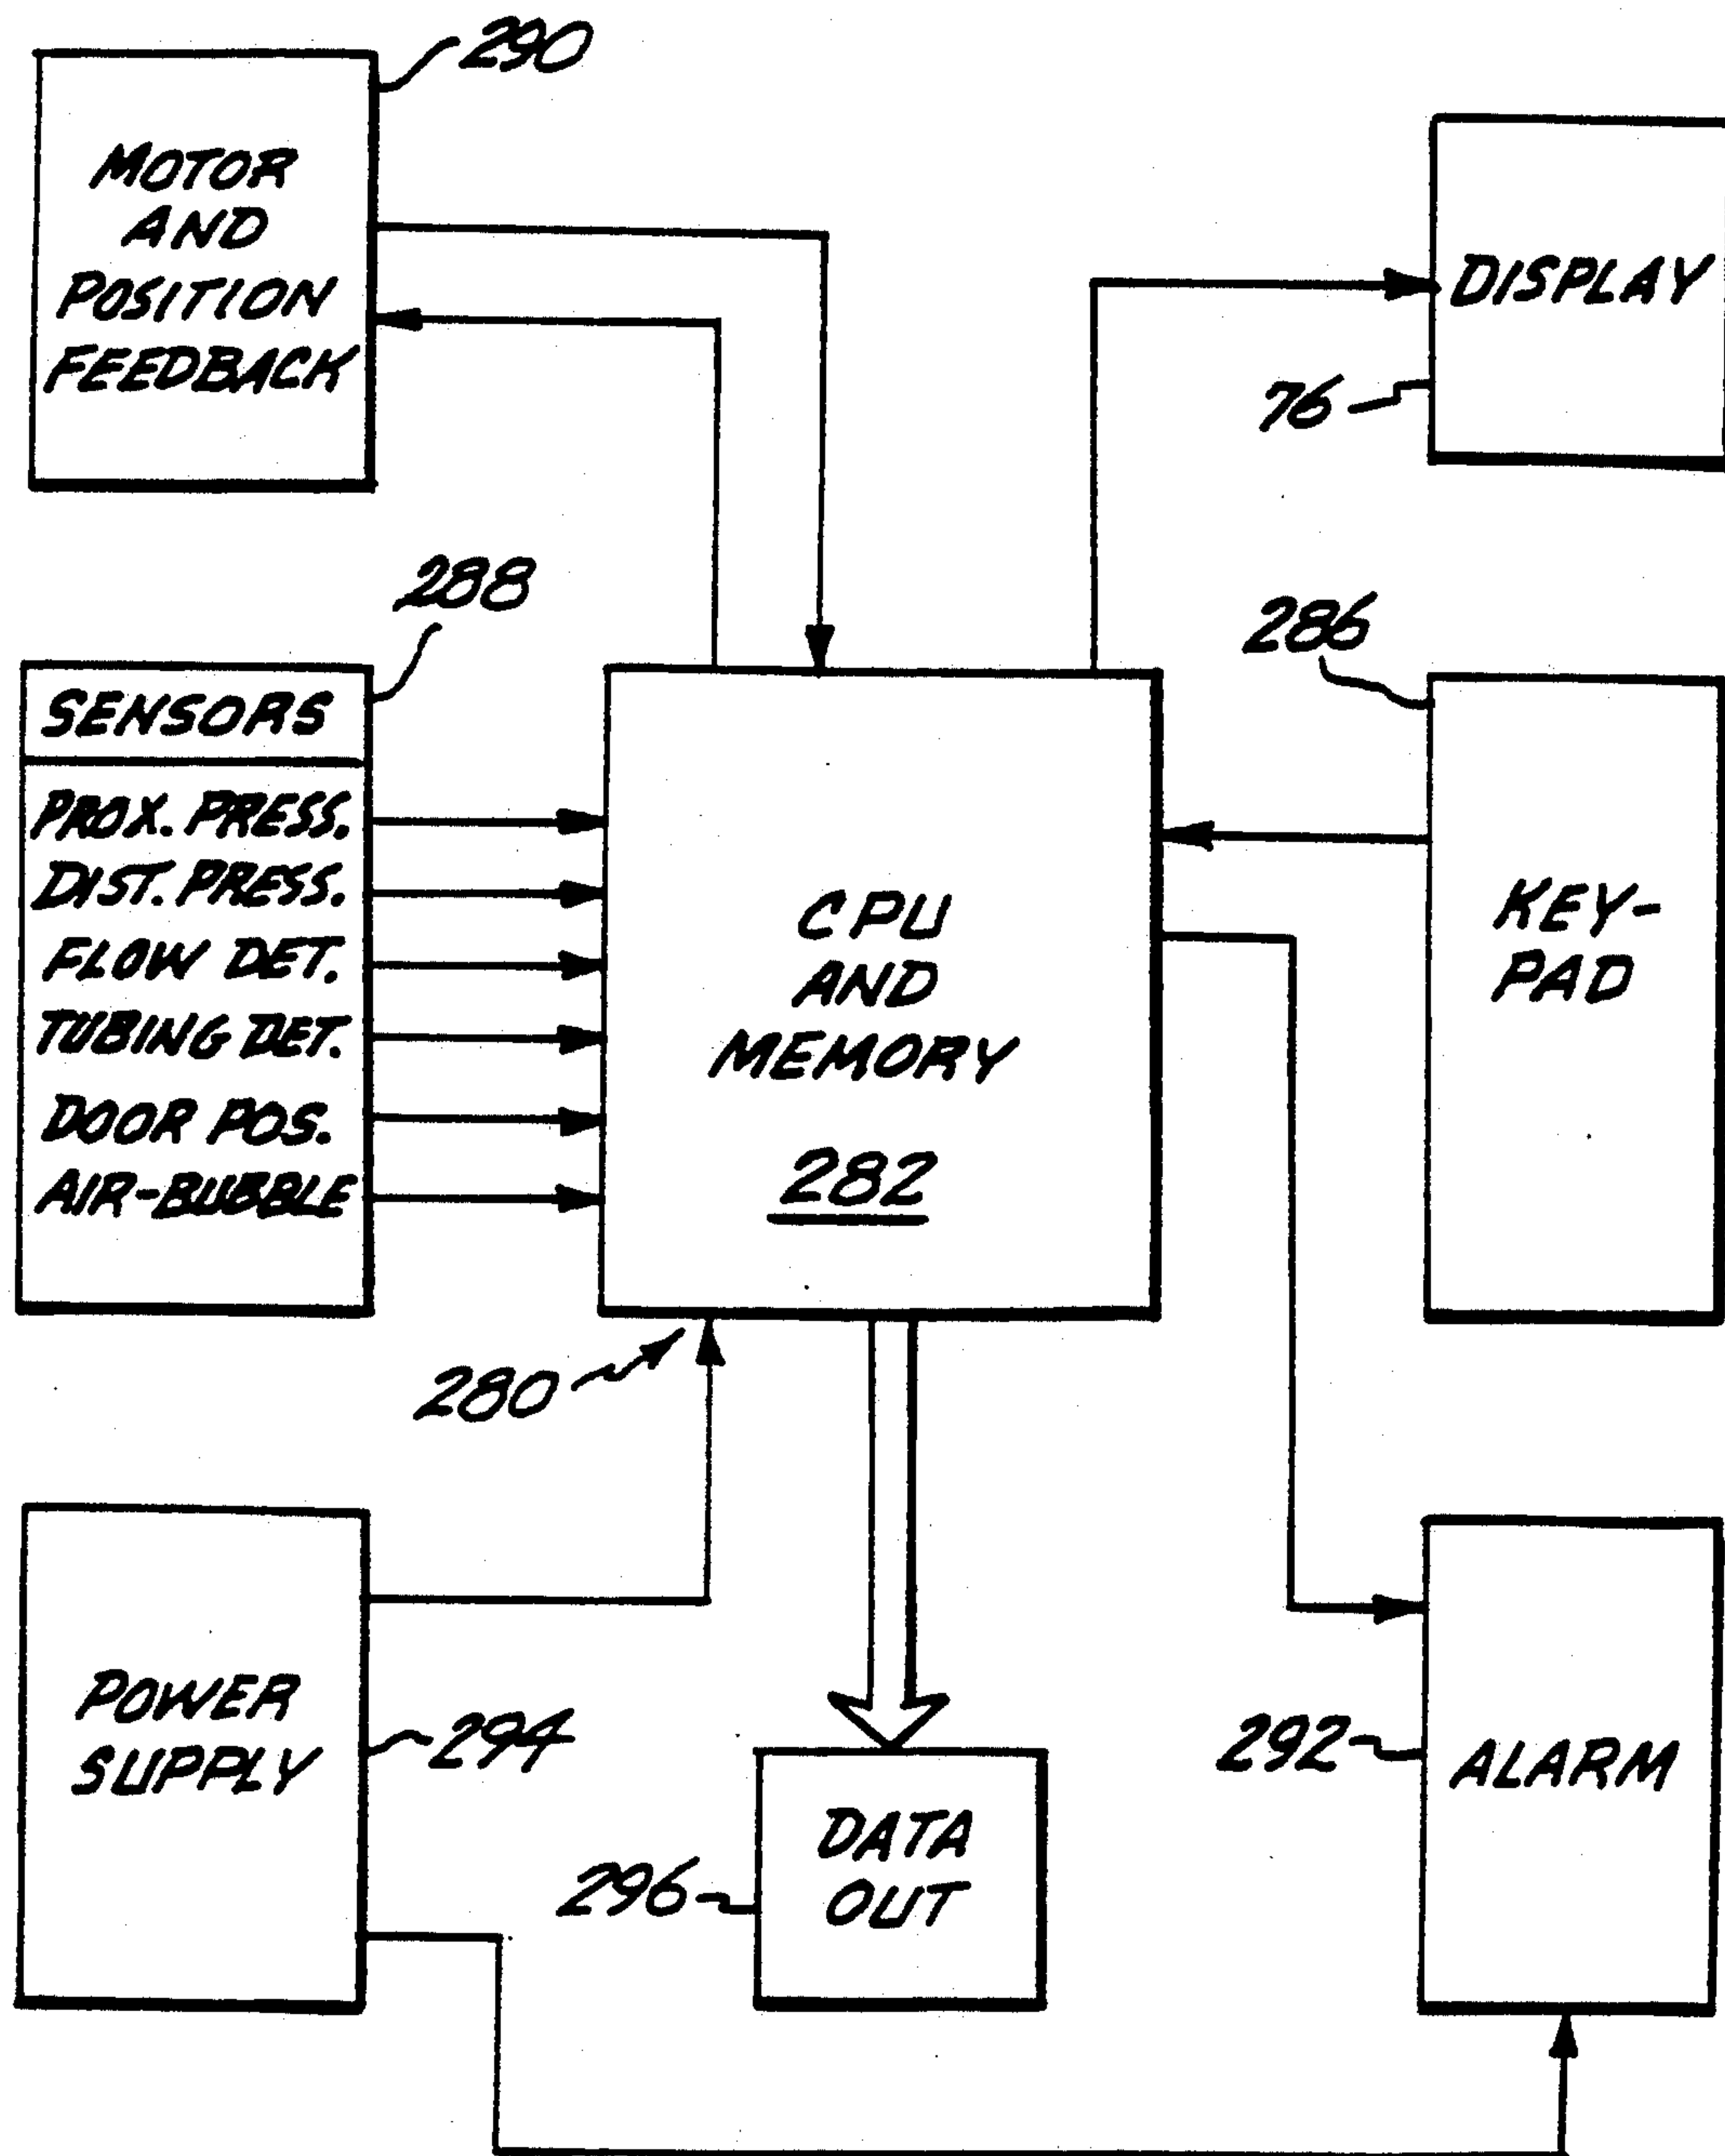 290
MOTOR
AND
POSITION
FEEDBACK
DISPLAY
76
288
286
SENSORS
PROX. PRESS.
DIST. PRESS.
FLOW DET.
TUBING DET.
DOOR POS.
AIR-BUBBLE
CPU
AND
MEMORY
282
KEY-
PAD
280
POWER
SUPPLY
294
DATA
OUT
296
292
ALARM